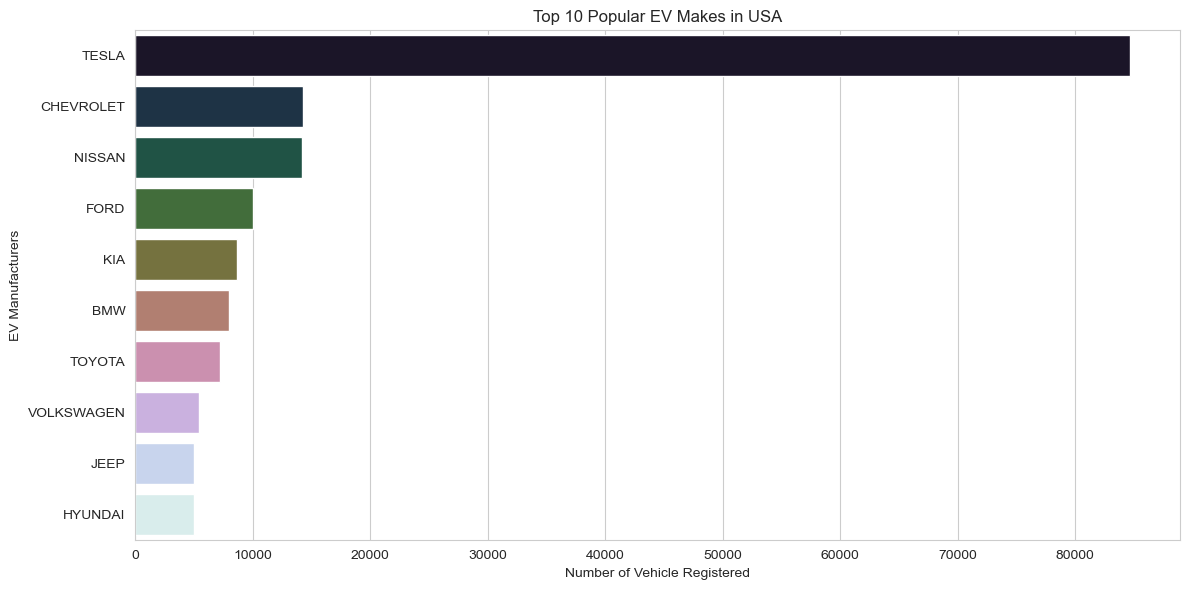 Top 10 Popular EV Makes in USA
EV Manufacturers
TESLA
CHEVROLET
NISSAN
FORD
KIA
BMW
TOYOTA
VOLKSWAGEN
JEEP
HYUNDAI
0 10000 20000 30000 40000 50000 60000 70000 80000
Number of Vehicle Registered